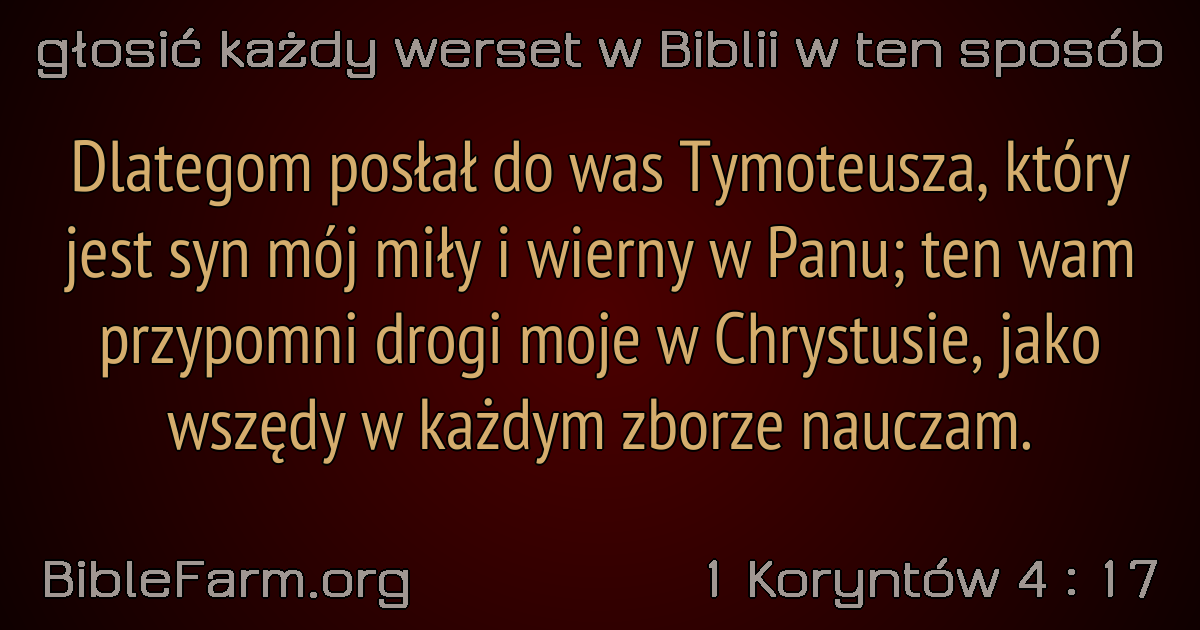 głosić każdy werset w Biblii w ten sposób
Dlategom posłał do was Tymoteusza, który
jest syn mój miły i wierny w Panu; ten wam
przypomni drogi moje w Chrystusie, jako
wszędy w każdym zborze nauczam.
BibleFarm.org
1 Koryntów 4 : 17